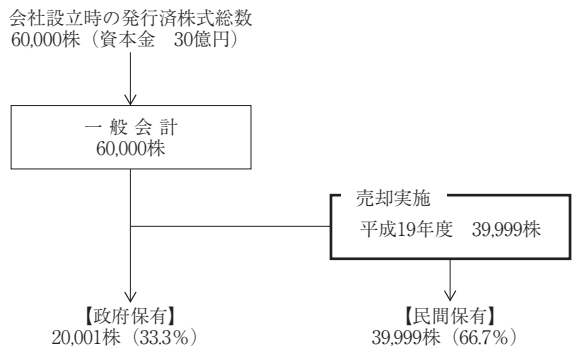 会社設立時の発行済株式総数
60,000株（資本金　30億円）
一 般 会 計
60,000株
売却実施
平成19年度　39,999株
【政府保有】
20,001株（33.3％）
【民間保有】
39,999株（66.7％）